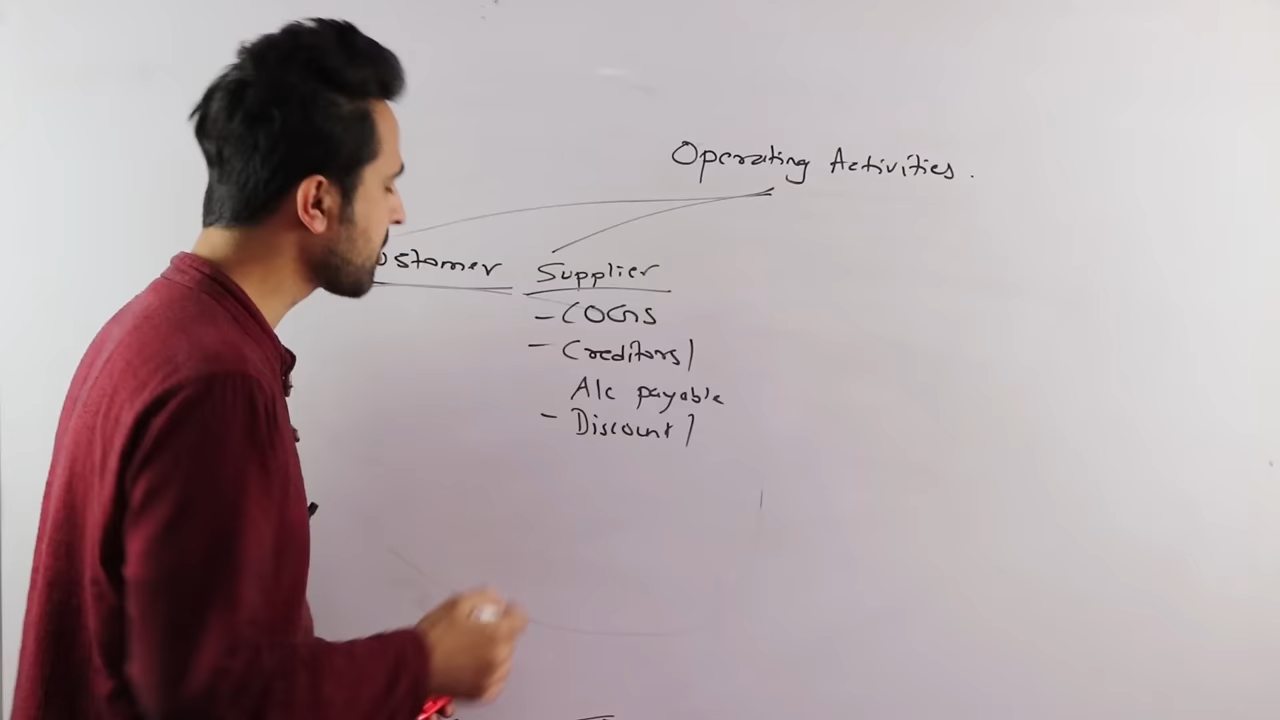 Operating Activities.
ustomer Supplier
- COGS
- Creditors/
A/c payable
- Discount/